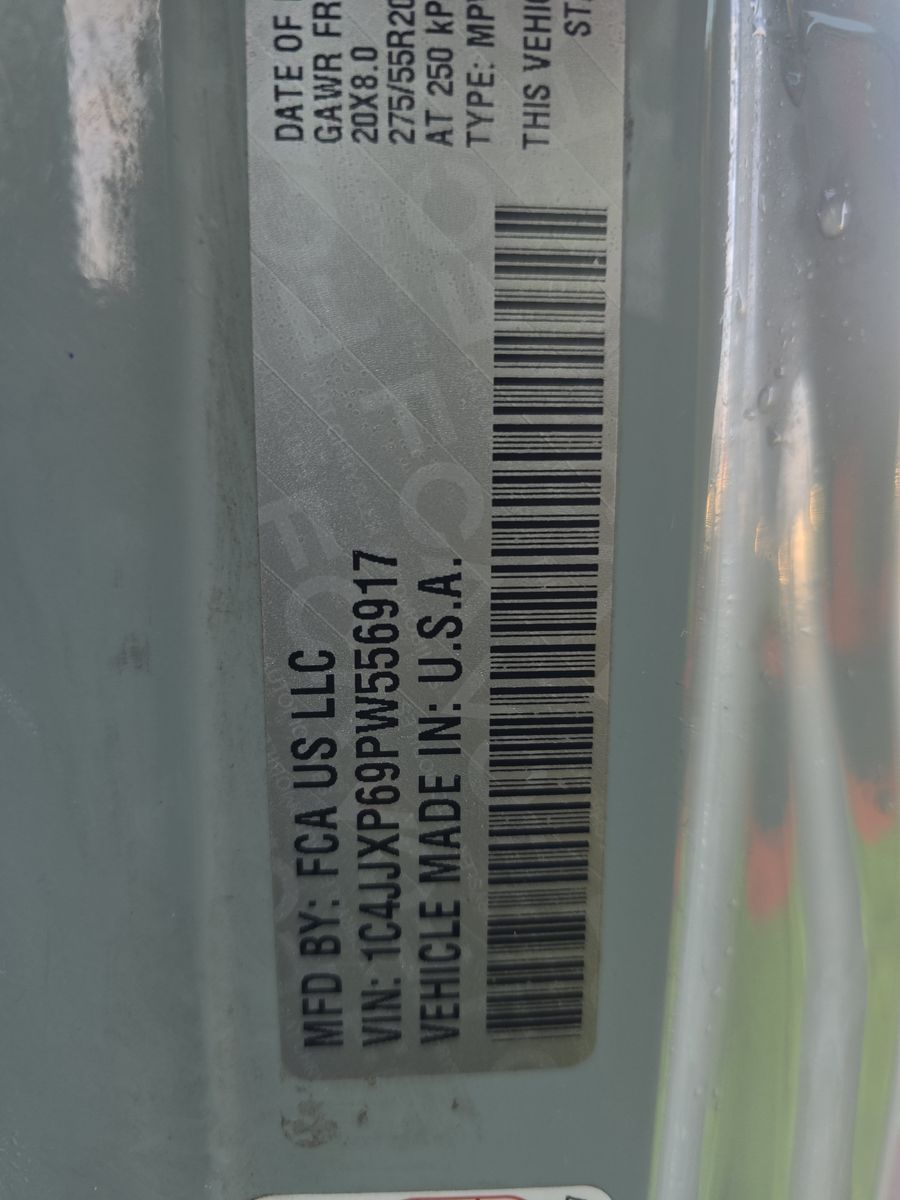 MFD BY: FCA US LLC
VIN: 1C4JJXP69PW556917
VEHICLE MADE IN: U.S.A.
DATE OF
GAWR FR
20X8.0
275/55R20
AT 250 kP
TYPE: MP
THIS VEHIC
ST